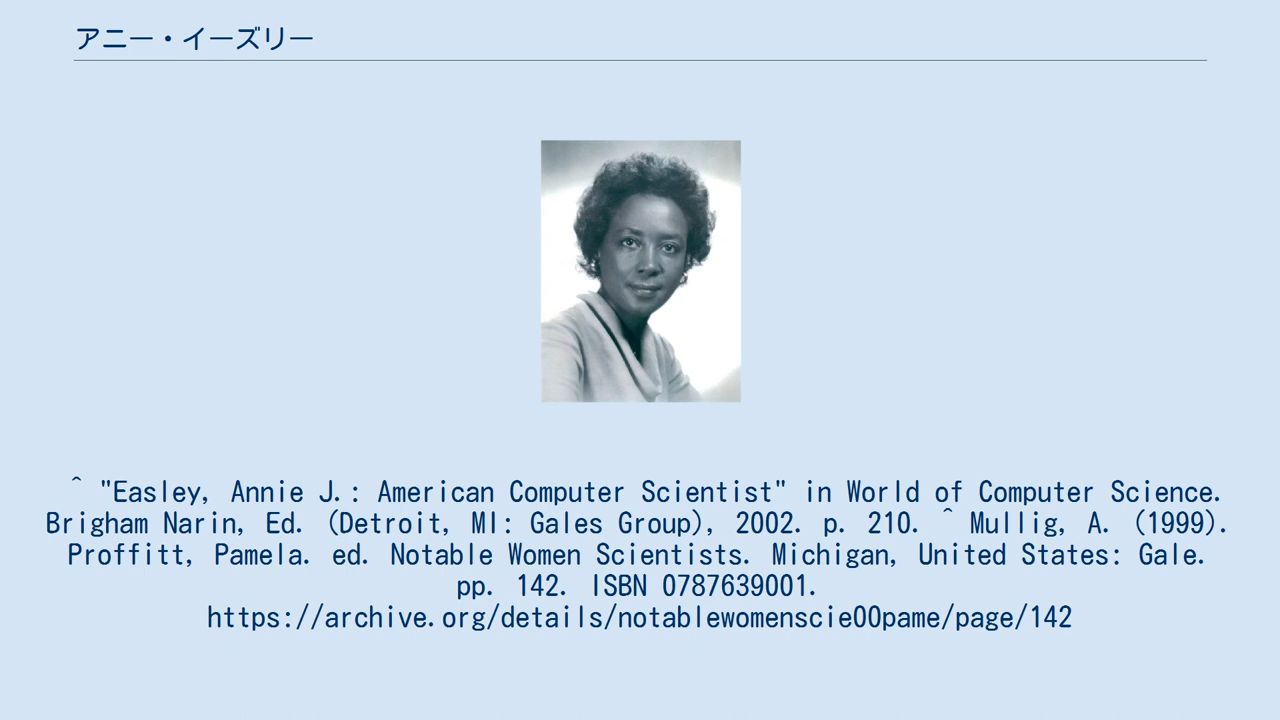 アニー・イーズリー
^ "Easley, Annie J.: American Computer Scientist" in World of Computer Science.
Brigham Narin, Ed. (Detroit, MI: Gales Group), 2002. p. 210. ^ Mullig, A. (1999).
Proffitt, Pamela. ed. Notable Women Scientists. Michigan, United States: Gale.
pp. 142. ISBN 0787639001.
https://archive.org/details/notablewomenscie00pame/page/142